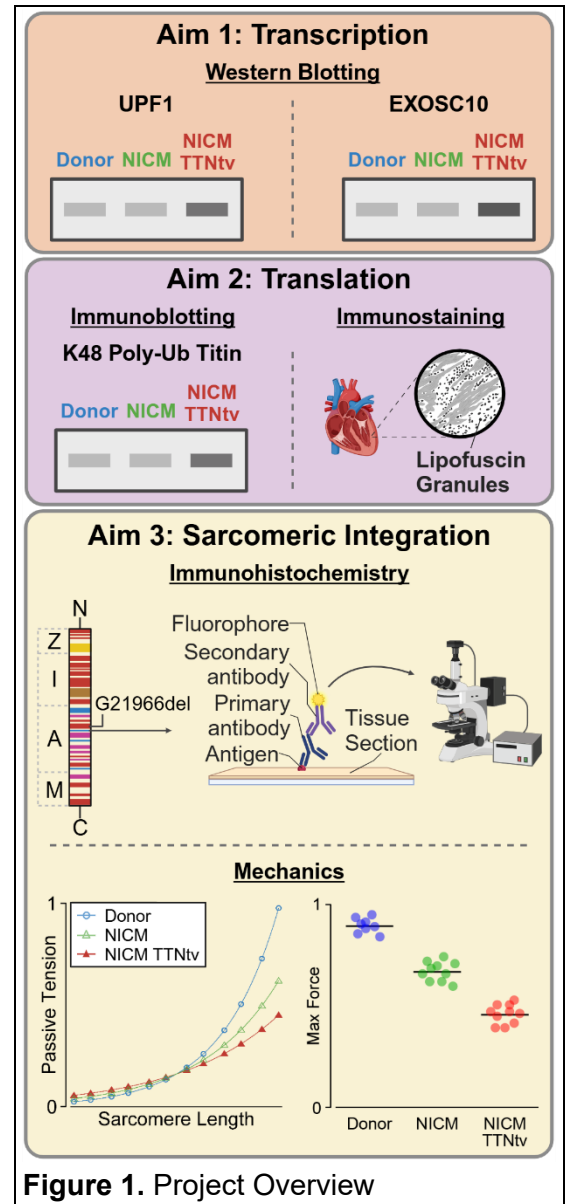 Aim 1: Transcription
Western Blotting
UPF1
Donor NICM NICM TTNtv
EXOSC10
Donor NICM NICM TTNtv
Aim 2: Translation
Immunoblotting
K48 Poly-Ub Titin
Donor NICM NICM TTNtv
Immunostaining
Lipofuscin
Granules
Aim 3: Sarcomeric Integration
Immunohistochemistry
N
Z
I
A
M
C
G21966del
Fluorophore
Secondary
antibody
Primary
antibody
Antigen
Tissue
Section
Mechanics
Passive Tension
1
0
Donor
NICM
NICM TTNtv
Sarcomere Length
Max Force
1
0
Donor
NICM
NICM
TTNtv
Figure 1. Project Overview